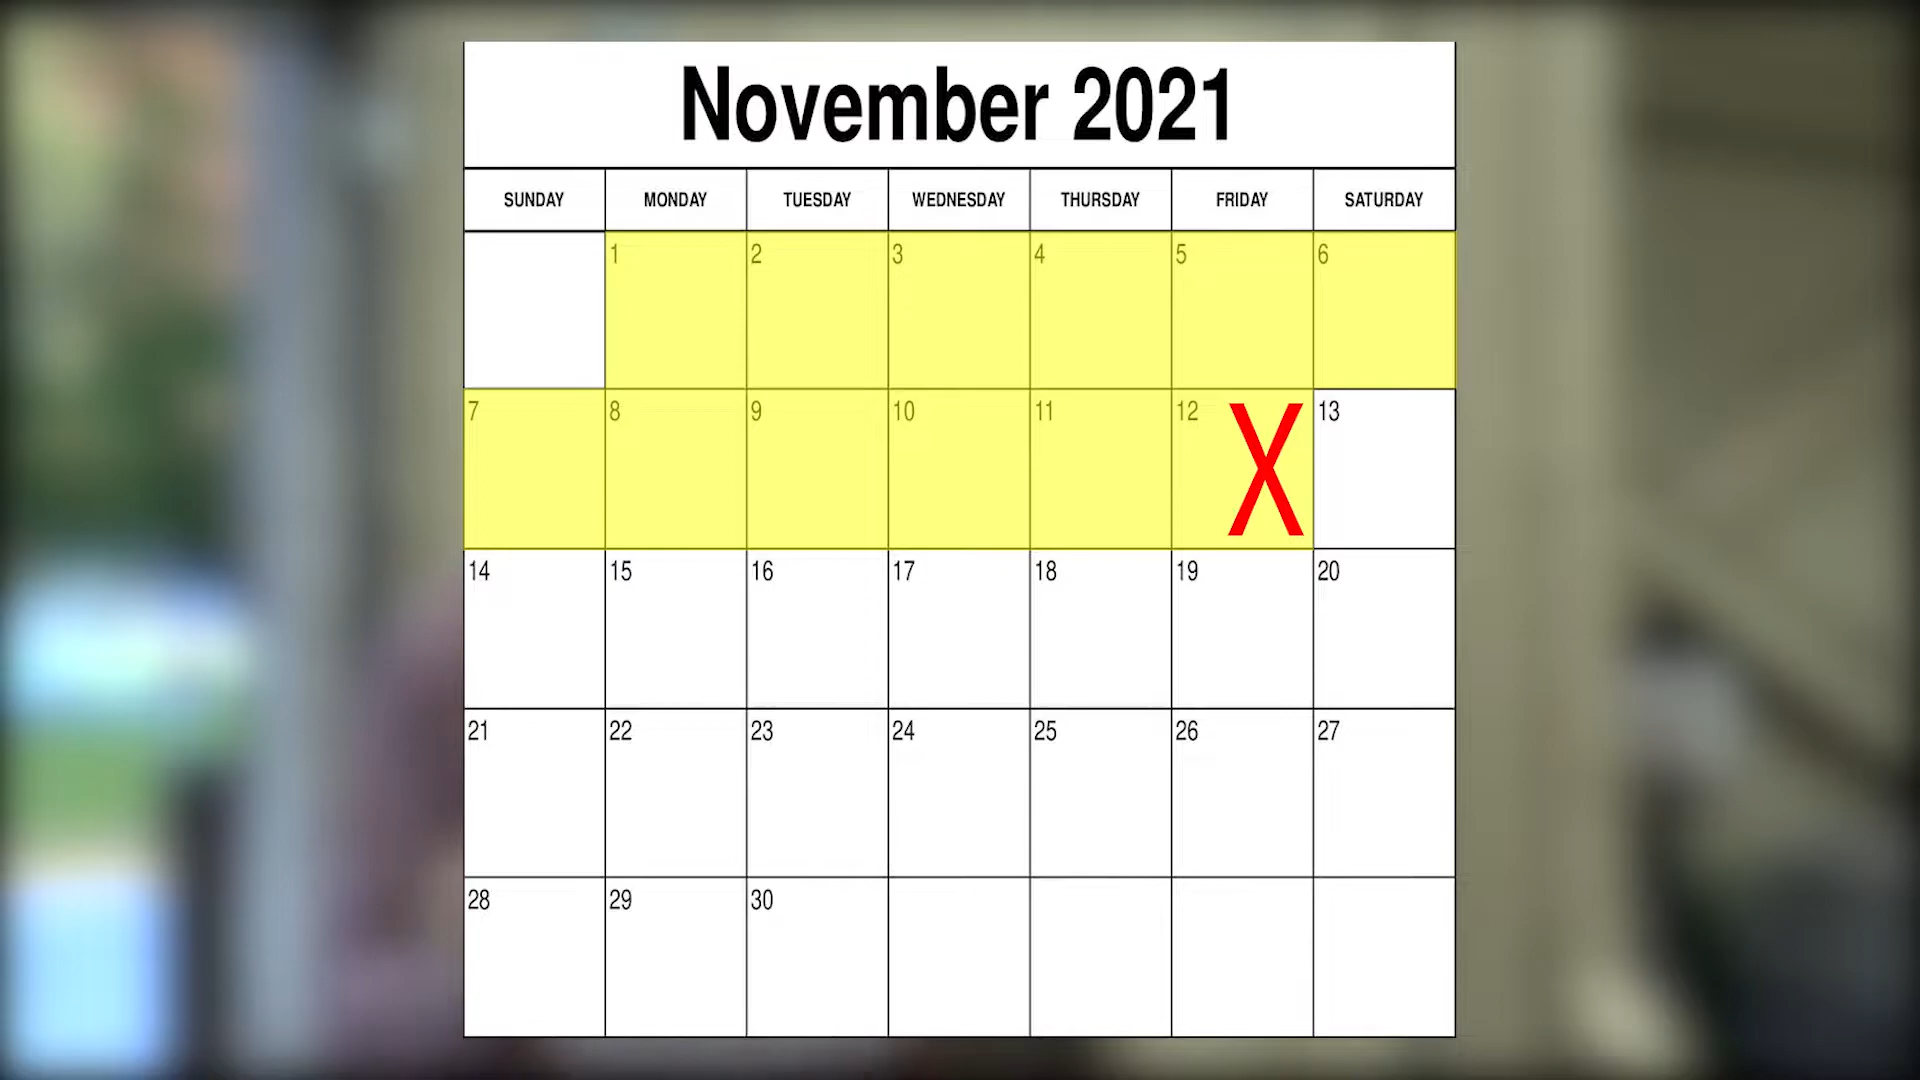 November 2021
SUNDAY MONDAY TUESDAY WEDNESDAY THURSDAY FRIDAY SATURDAY
1 2 3 4 5 6
7 8 9 10 11 12 X 13
14 15 16 17 18 19 20
21 22 23 24 25 26 27
28 29 30